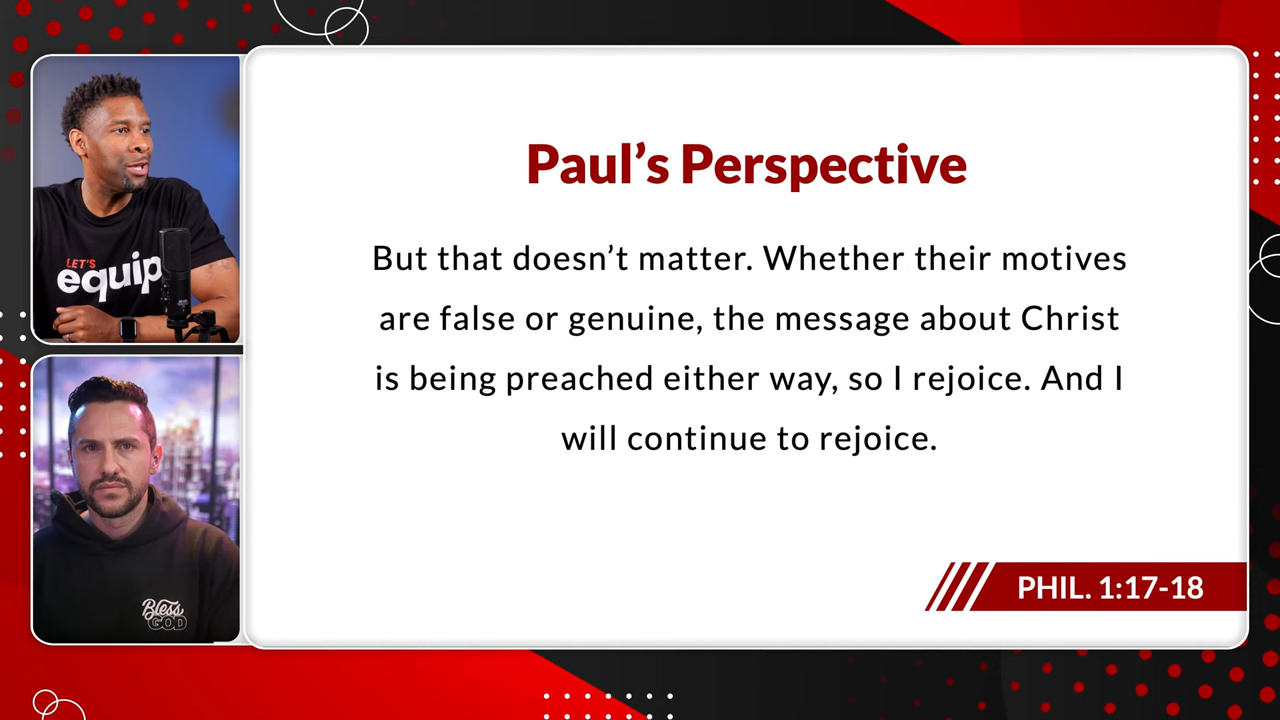 Paul’s Perspective
But that doesn’t matter. Whether their motives
are false or genuine, the message about Christ
is being preached either way, so I rejoice. And I
will continue to rejoice.
PHIL. 1:17-18
LET'S
equip
Bless
GOD